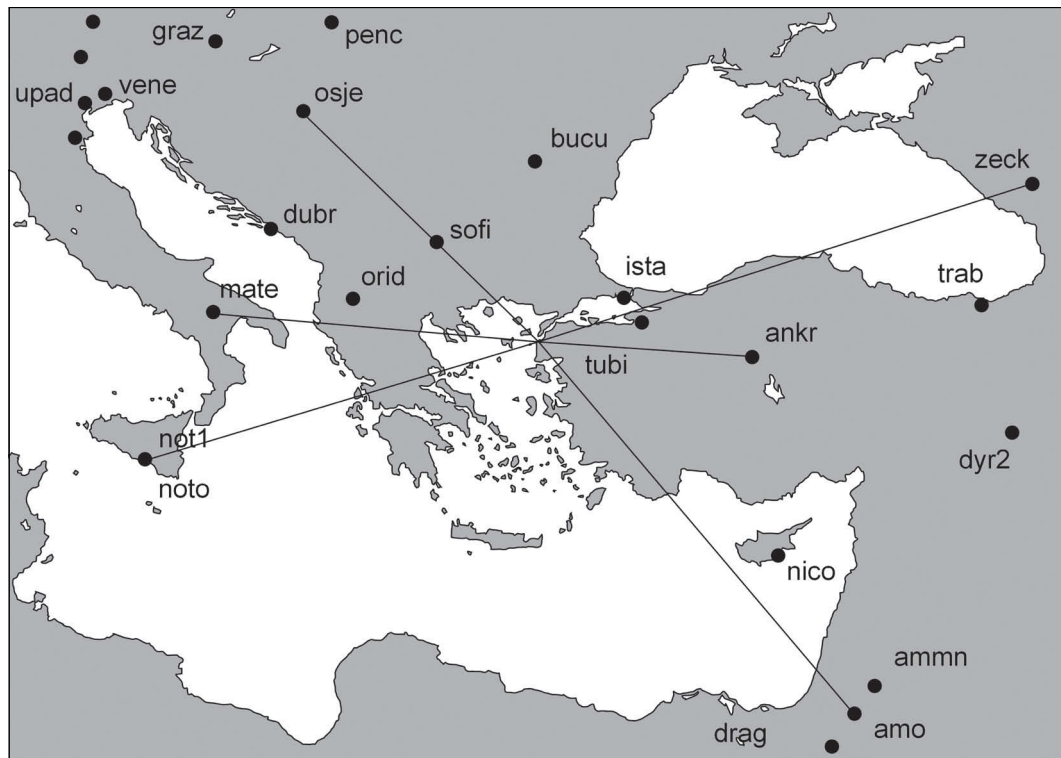 graz
penc
upad
vene
osje
bucu
zeck
dubr
sofi
ista
mate
orid
trab
ankr
tubi
not1
noto
dyr2
nico
ammn
drag
amo